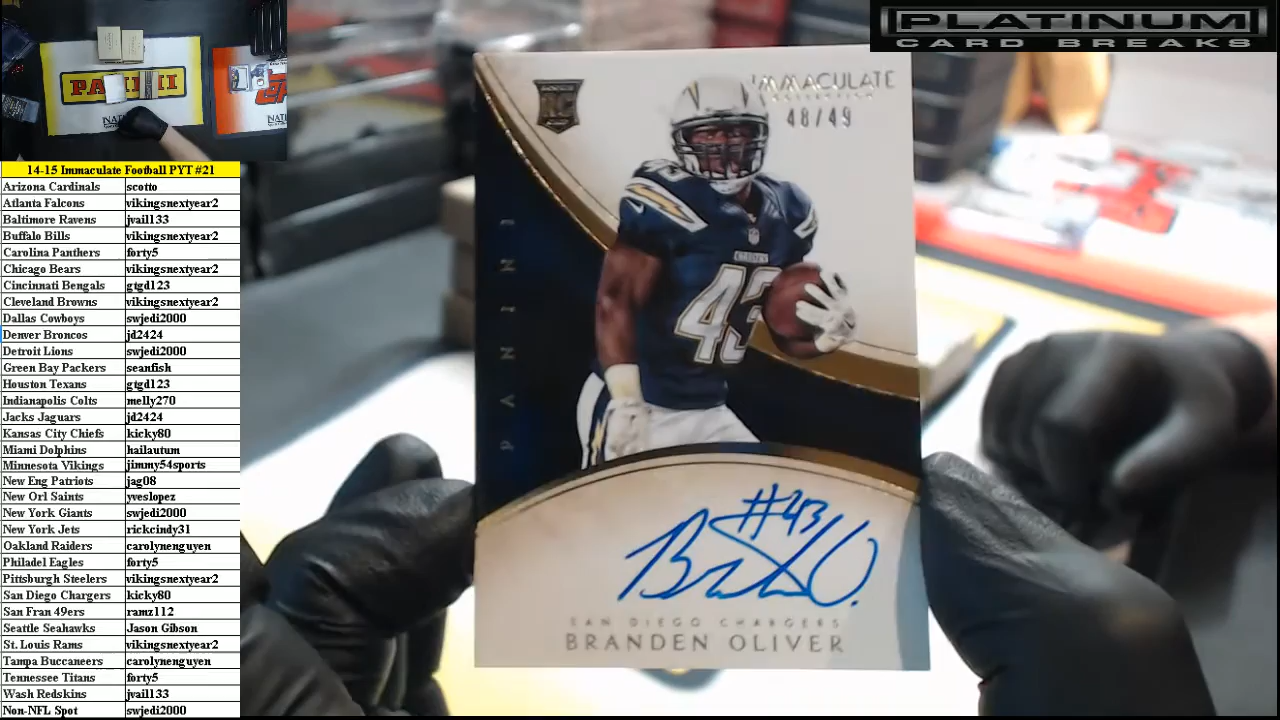 PLATINUM
CARD BREAKS
PANINI
14-15 Immaculate Football PYT #21
Arizona Cardinals scotto
Atlanta Falcons vikingsnextyear2
Baltimore Ravens jvail133
Buffalo Bills vikingsnextyear2
Carolina Panthers forty5
Chicago Bears vikingsnextyear2
Cincinnati Bengals gtgd123
Cleveland Browns vikingsnextyear2
Dallas Cowboys swjedi2000
Denver Broncos jd2424
Detroit Lions swjedi2000
Green Bay Packers seanfish
Houston Texans gtgd123
Indianapolis Colts melly270
Jacks Jaguars jd2424
Kansas City Chiefs kicky80
Miami Dolphins hailautum
Minnesota Vikings jimmy54sports
New Eng Patriots jag08
New Orl Saints yveslopez
New York Giants swjedi2000
New York Jets rickcindy31
Oakland Raiders carolynenguyen
Philadel Eagles forty5
Pittsburgh Steelers vikingsnextyear2
San Diego Chargers kicky80
San Fran 49ers ramz112
Seattle Seahawks Jason Gibson
St. Louis Rams vikingsnextyear2
Tampa Buccaneers carolynenguyen
Tennessee Titans forty5
Wash Redskins jvail133
Non-NFL Spot swjedi2000
IMMACULATE
COLLECTION
48/49
RC
PANINI
43
43
#43
SAN DIEGO CHARGERS
BRANDEN OLIVER